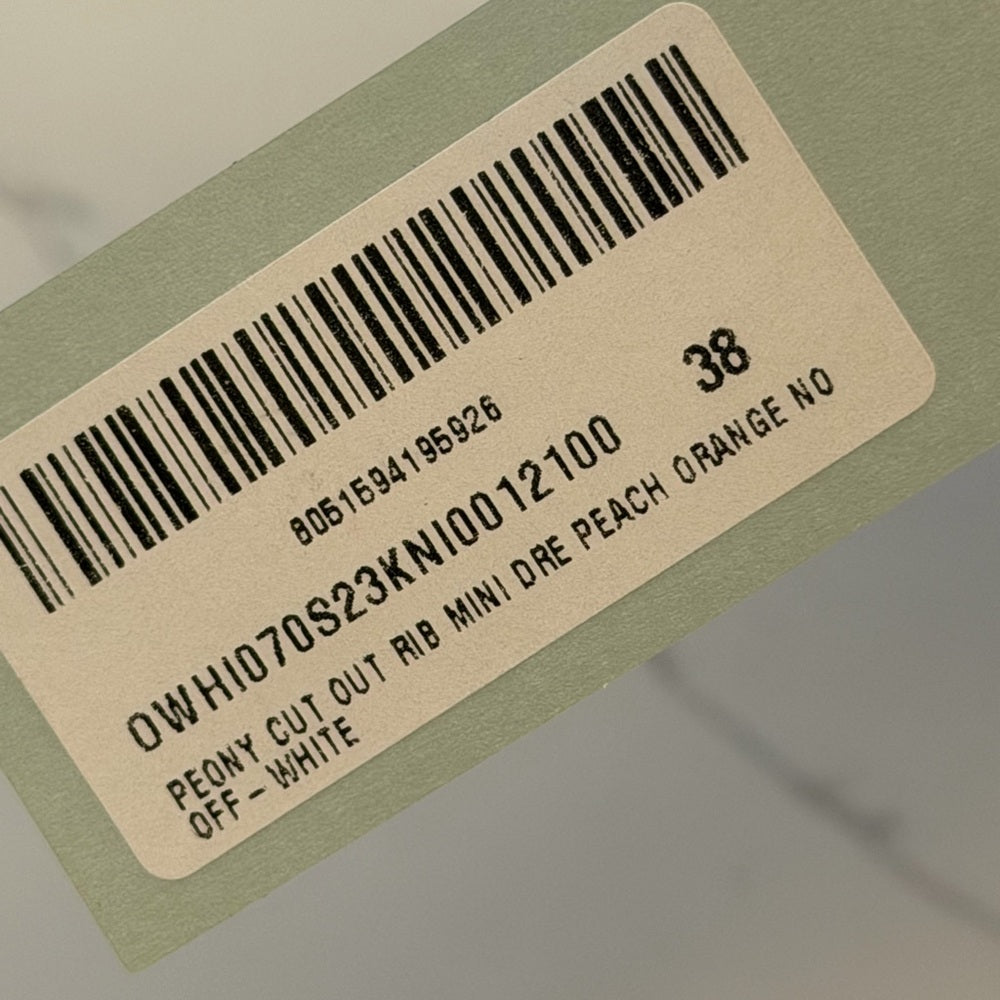 38
8051594195926
OWHI070S23KNI0012100
PEONY CUT OUT RIB MINI DRE PEACH ORANGE NO
OFF-WHITE